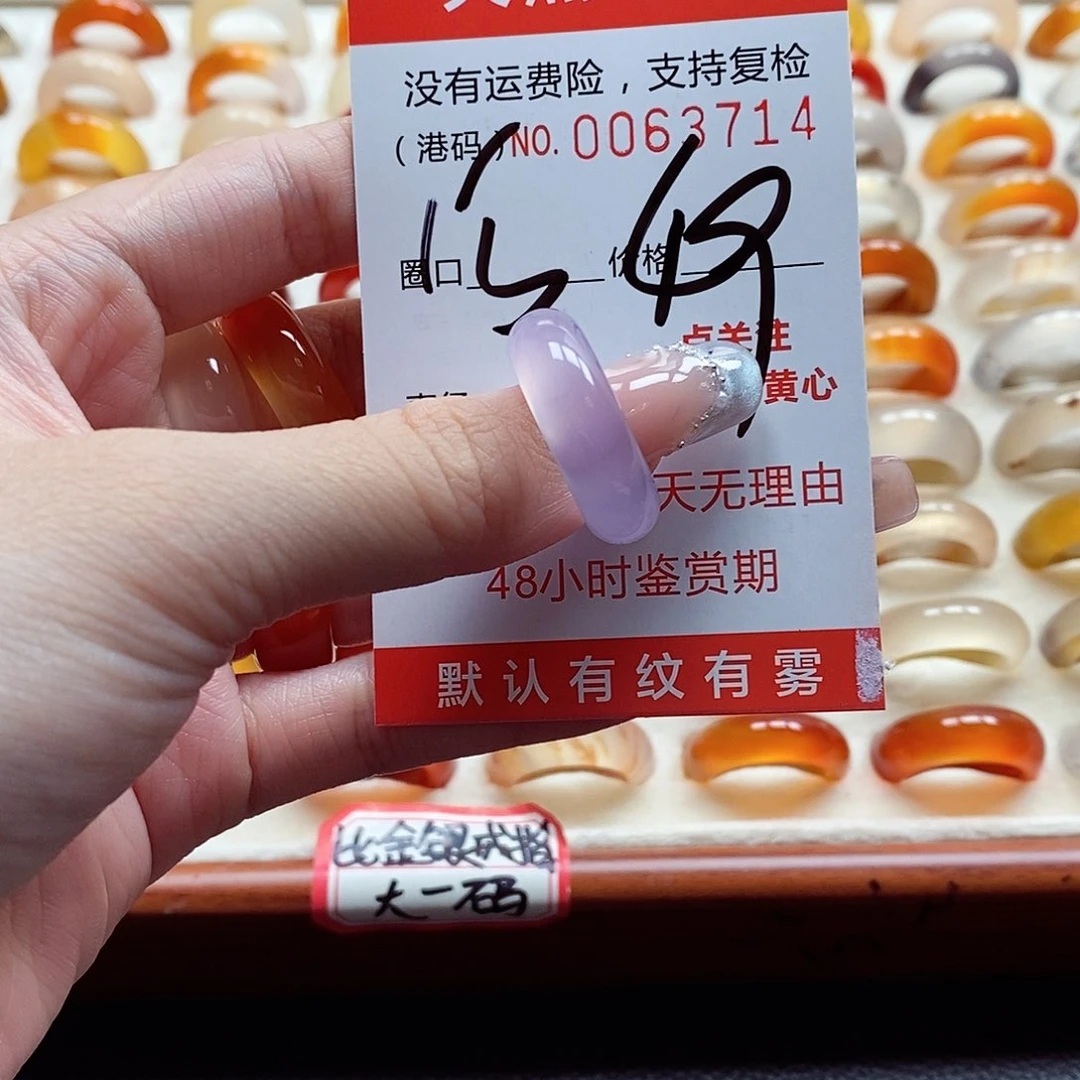 没有运费险，支持复检
（港码）NO. 0063714
圈口 15 价格 49
点关注
黄心
天无理由
48小时鉴赏期
默认有纹有雾
比金银戒指
大一码